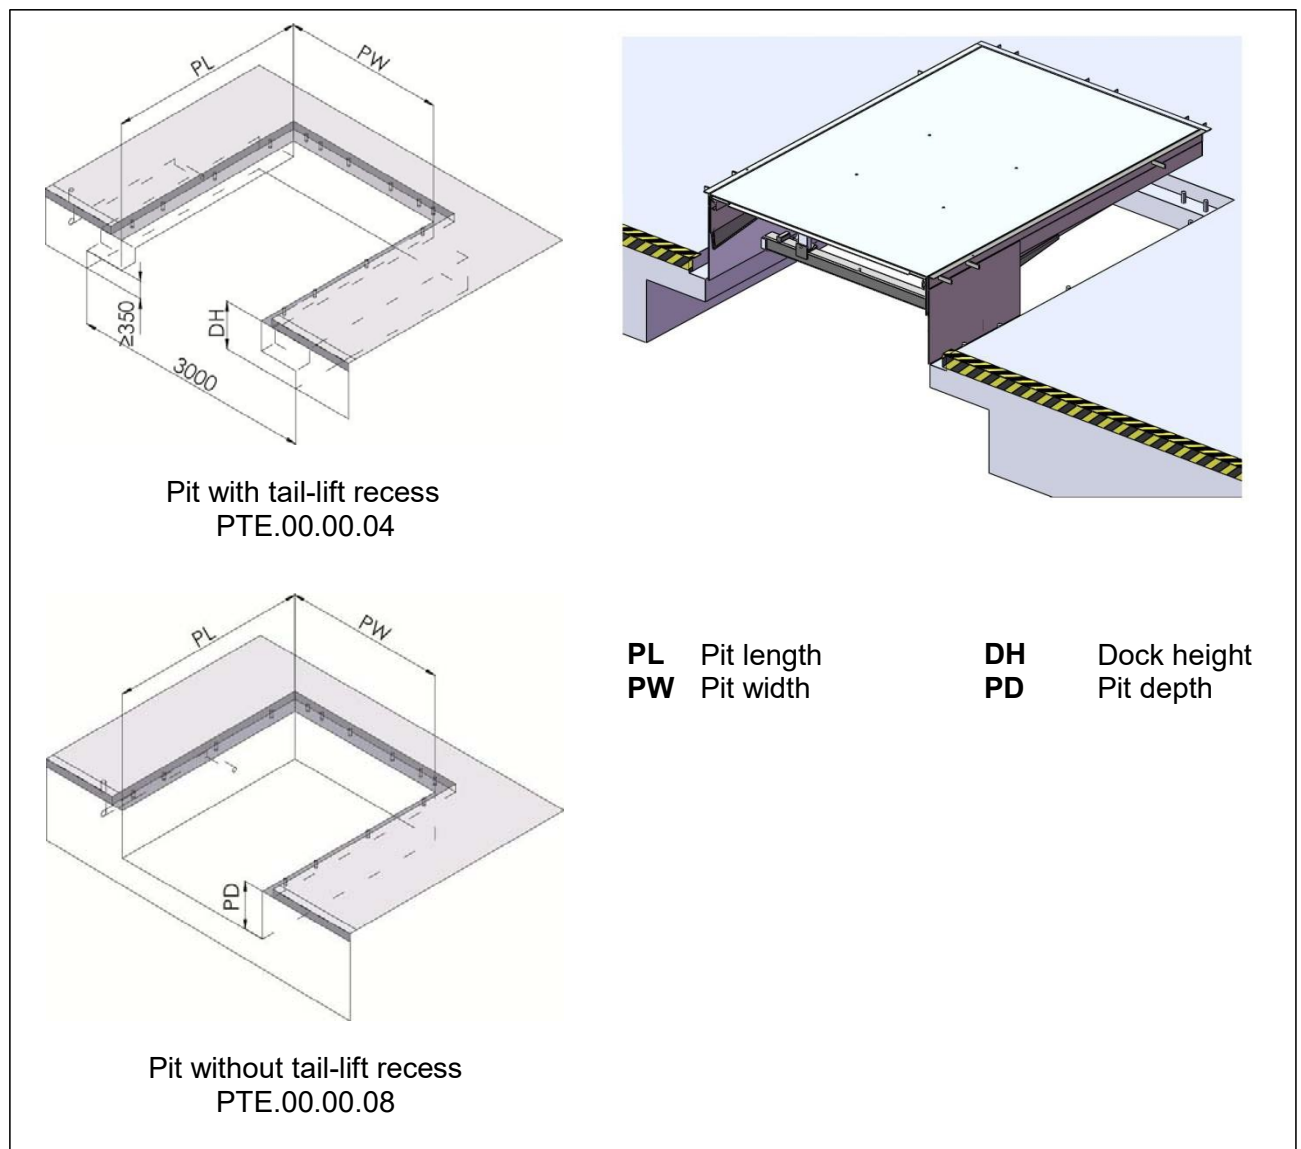 PL
PW
≥350
DH
3000
Pit with tail-lift recess
PTE.00.00.04
PL
PW
PD
Pit without tail-lift recess
PTE.00.00.08
PL Pit length DH Dock height
PW Pit width PD Pit depth